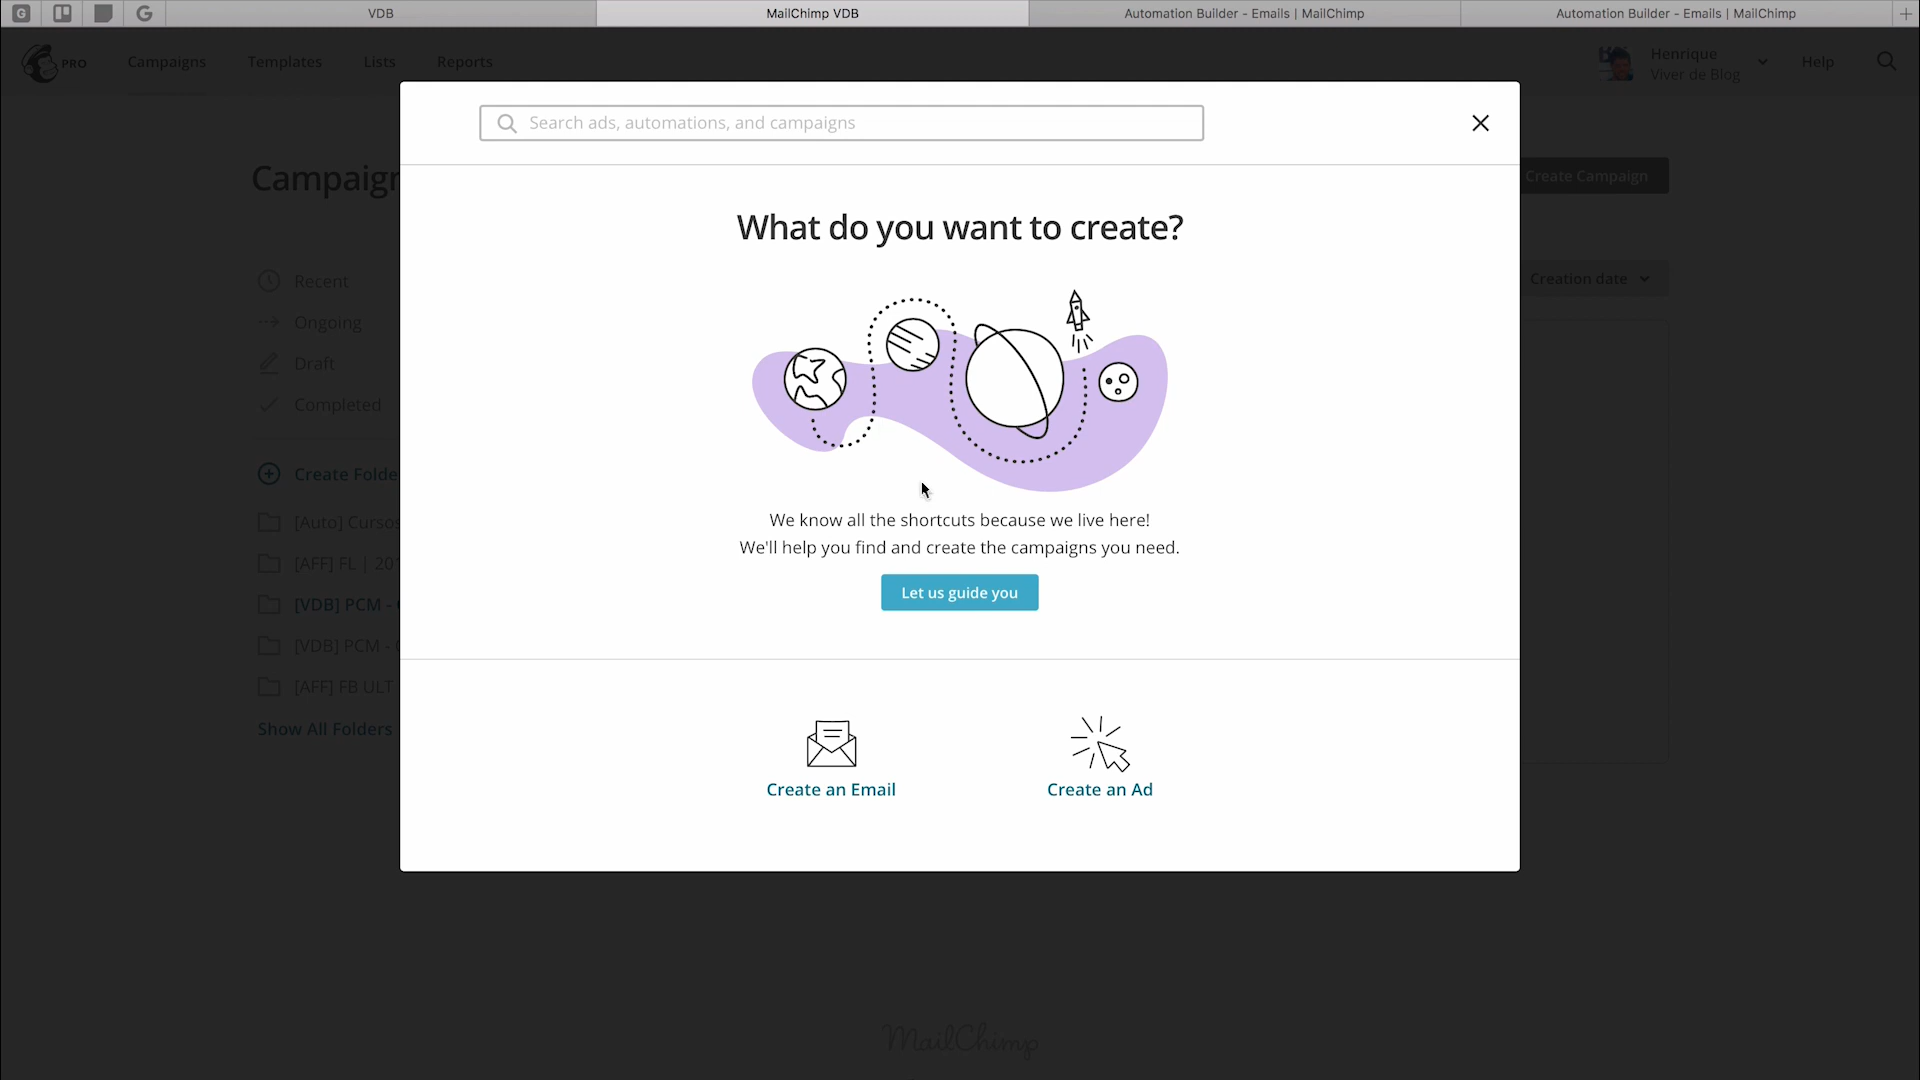 VDB
MailChimp VDB
Automation Builder - Emails | MailChimp
Automation Builder - Emails | MailChimp
PRO
Campaigns
Templates
Lists
Reports
Henrique
Viver de Blog
Help
Search ads, automations, and campaigns
Campaign
Create Campaign
What do you want to create?
Recent
Creation date
Ongoing
Draft
Completed
Create Folde
[Auto] Cursos
We know all the shortcuts because we live here!
We'll help you find and create the campaigns you need.
[AFF] FL | 201
Let us guide you
[VDB] PCM -
[VDB] PCM -
[AFF] FB ULT
Show All Folders
Create an Email
Create an Ad
MailChimp